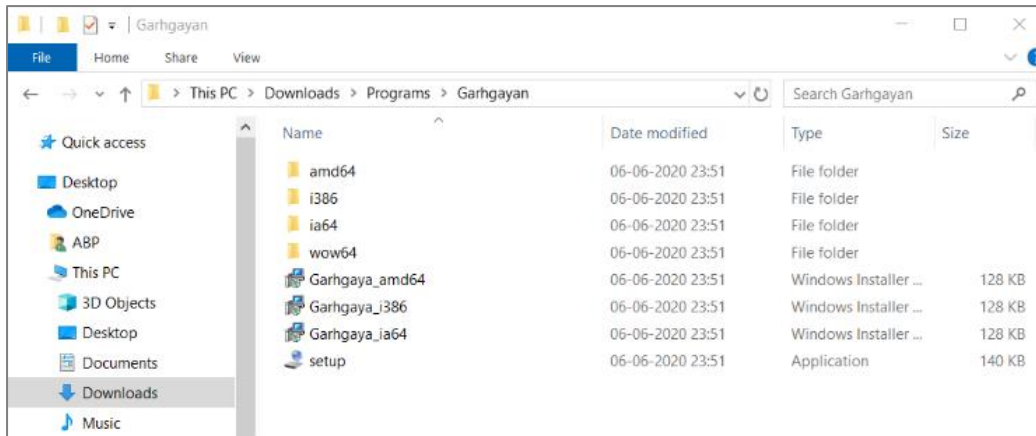 Garhgayan
File Home Share View
This PC > Downloads > Programs > Garhgayan Search Garhgayan
Quick access
Desktop
OneDrive
ABP
This PC
3D Objects
Desktop
Documents
Downloads
Music
Name Date modified Type Size
amd64 06-06-2020 23:51 File folder
i386 06-06-2020 23:51 File folder
ia64 06-06-2020 23:51 File folder
wow64 06-06-2020 23:51 File folder
Garhgaya_amd64 06-06-2020 23:51 Windows Installer ... 128 KB
Garhgaya_i386 06-06-2020 23:51 Windows Installer ... 128 KB
Garhgaya_ia64 06-06-2020 23:51 Windows Installer ... 128 KB
setup 06-06-2020 23:51 Application 140 KB